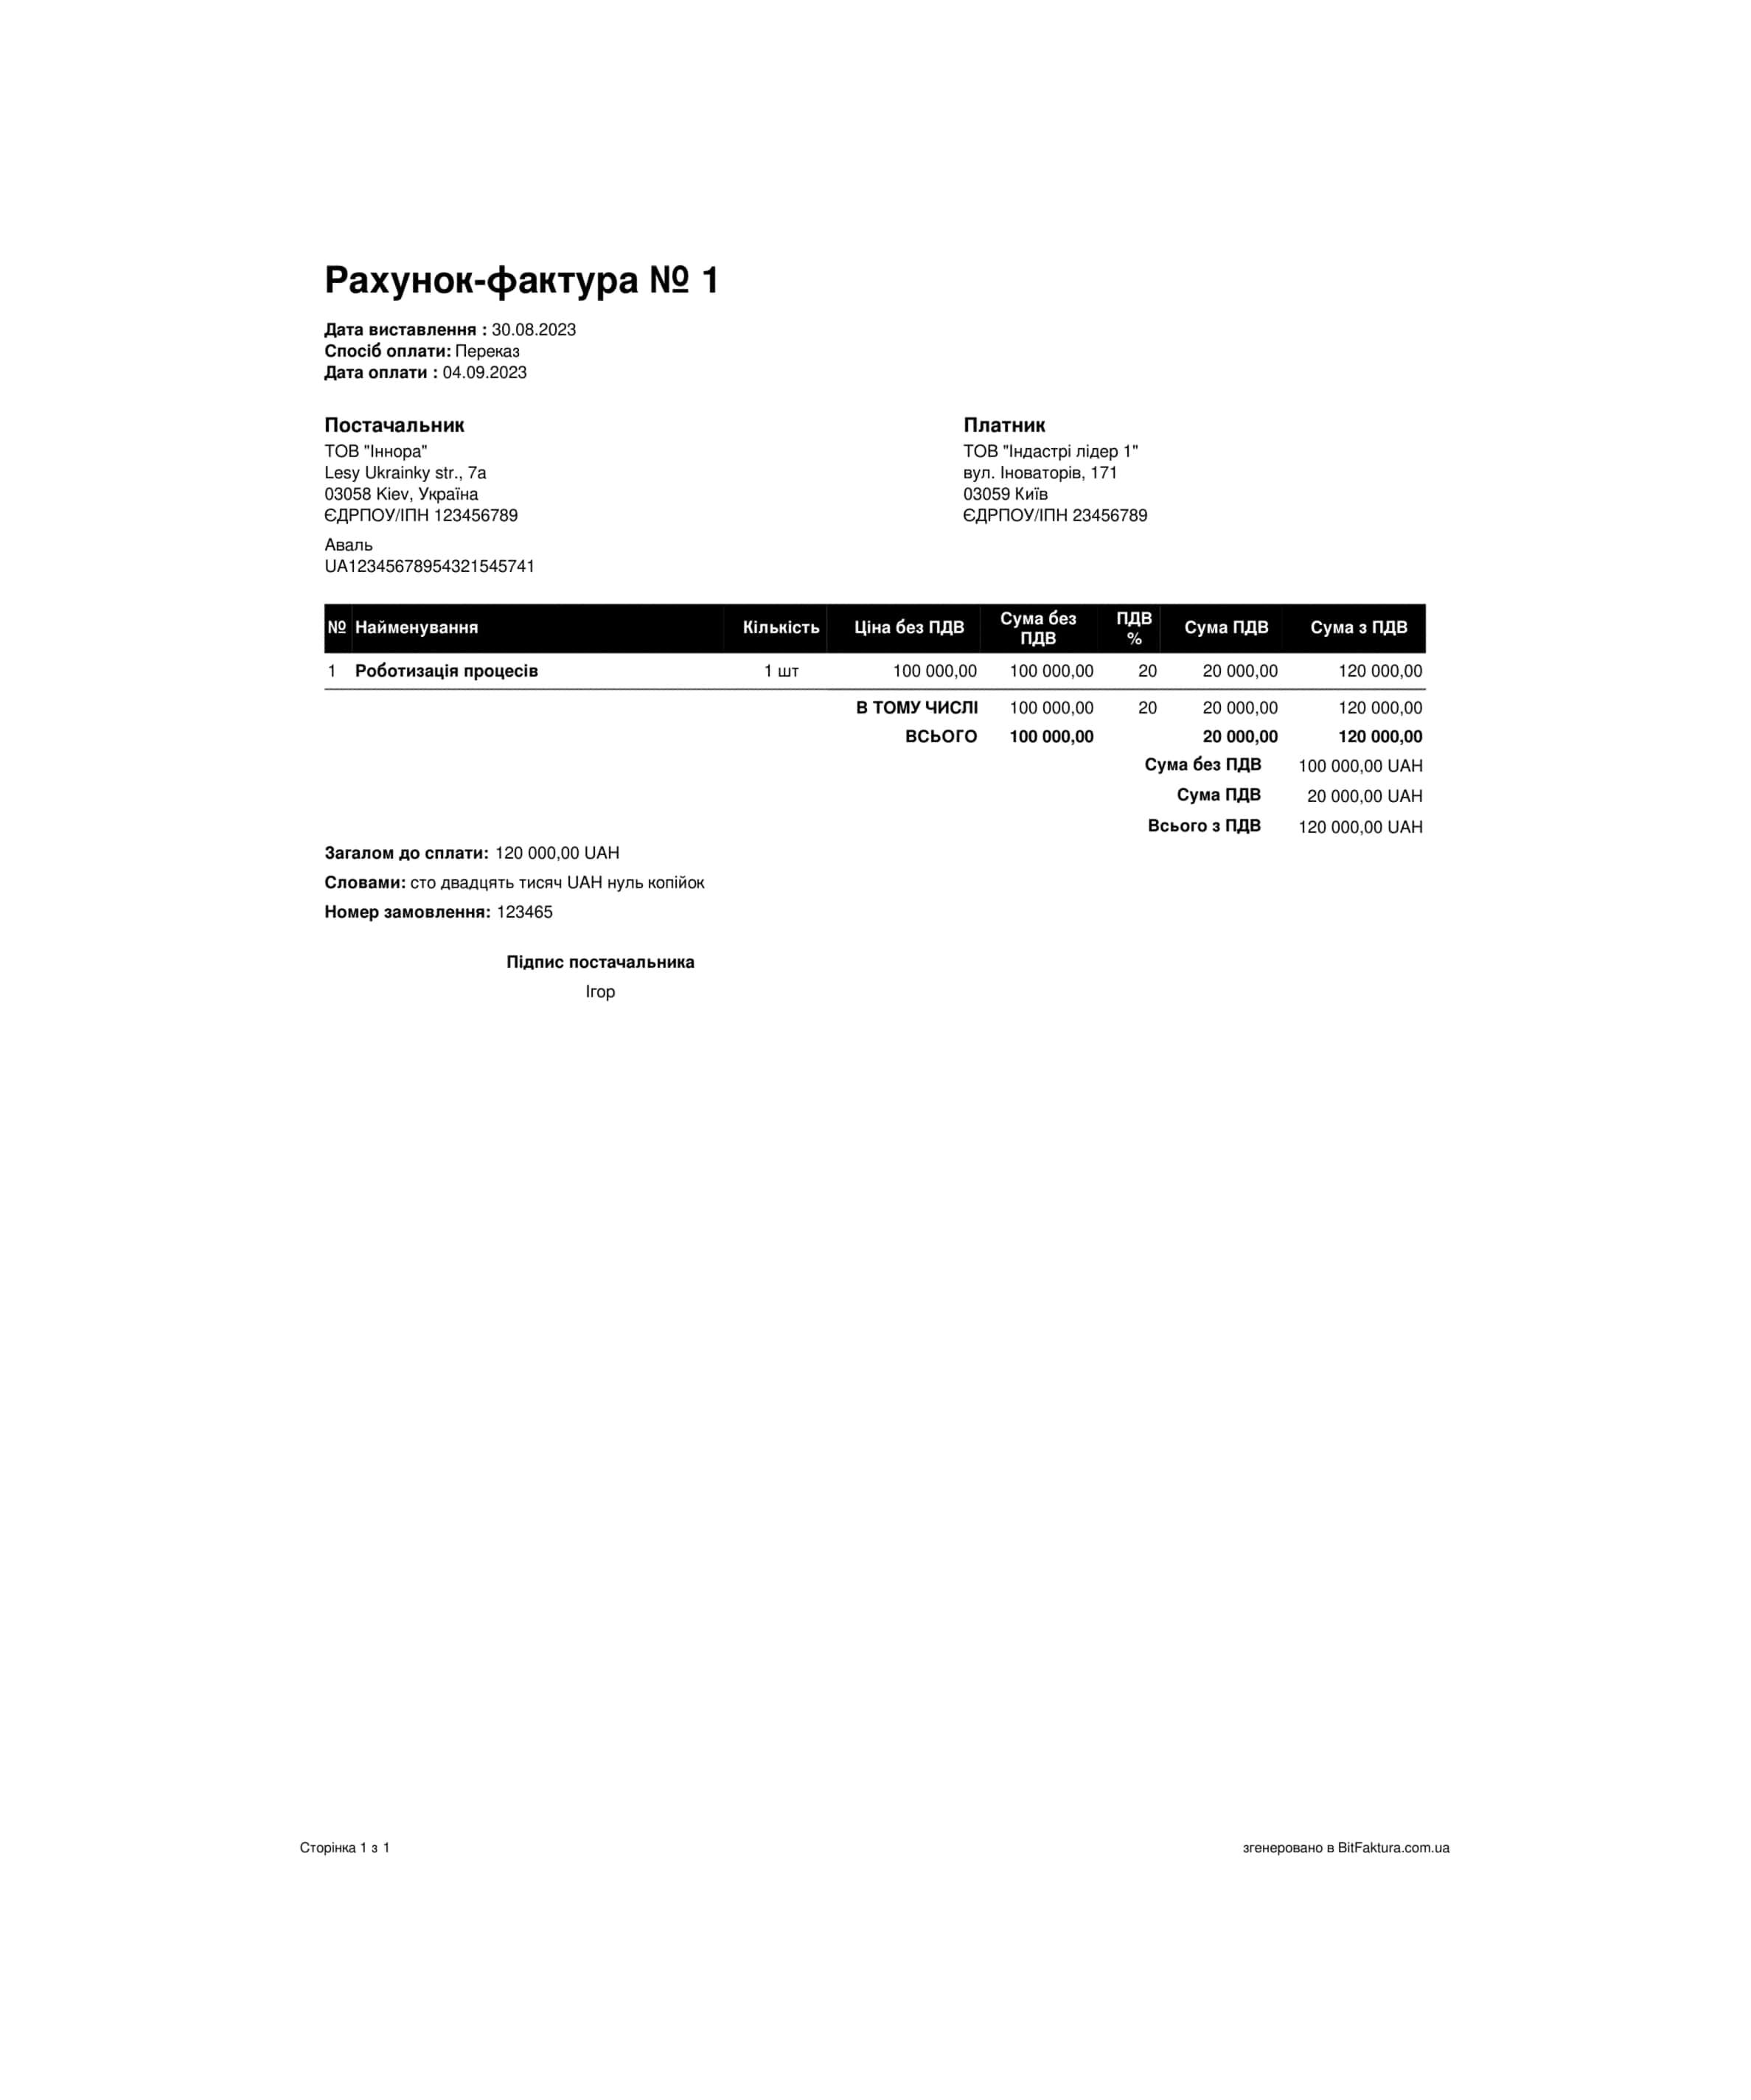 Рахунок-фактура № 1
Дата виставлення : 30.08.2023
Спосіб оплати: Переказ
Дата оплати : 04.09.2023
Постачальник
ТОВ "Іннора"
Lesy Ukrainky str., 7a
03058 Kiev, Україна
ЄДРПОУ/ІПН 123456789
Аваль
UA12345678954321545741
Платник
ТОВ "Індастрі лідер 1"
вул. Іноваторів, 171
03059 Київ
ЄДРПОУ/ІПН 23456789
№ Найменування Кількість Ціна без ПДВ Сума без ПДВ ПДВ % Сума ПДВ Сума з ПДВ
1 Роботизація процесів 1 шт 100 000,00 100 000,00 20 20 000,00 120 000,00
В ТОМУ ЧИСЛІ 100 000,00 20 20 000,00 120 000,00
ВСЬОГО 100 000,00 20 000,00 120 000,00
Сума без ПДВ 100 000,00 UAH
Сума ПДВ 20 000,00 UAH
Всього з ПДВ 120 000,00 UAH
Загалом до сплати: 120 000,00 UAH
Словами: сто двадцять тисяч UAH нуль копійок
Номер замовлення: 123465
Підпис постачальника
Ігор
Сторінка 1 з 1
згенеровано в BitFaktura.com.ua